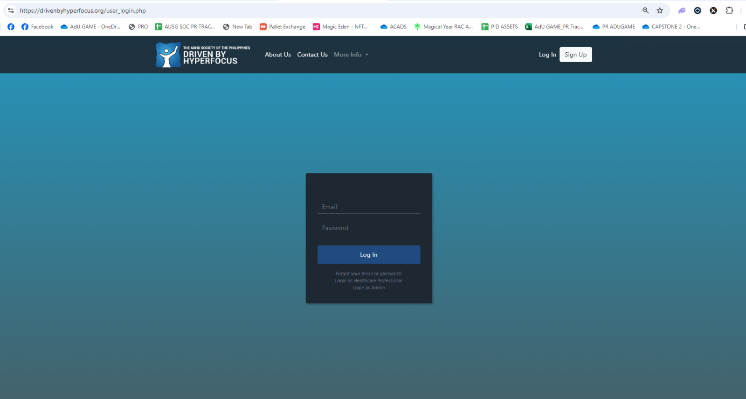 https://drivenbyhyperfocus.org/user_login.php
Facebook Facebook AdU GAME - OneDr... PRO AUSG SOC PR TRAC... New Tab Pallet Exchange Magic Eden - NFT... ACADS Magical Year RAC A... PID ASSETS AdU GAME_PR Trac... PR ADUGAME CAPSTONE 2 - One...
THE ADHD SOCIETY OF THE PHILIPPINES
DRIVEN BY
HYPERFOCUS
About Us Contact Us More Info Log In Sign Up
Email
Password
Log In
Forgot your email or password?
Login as Healthcare Professional
Login as Admin